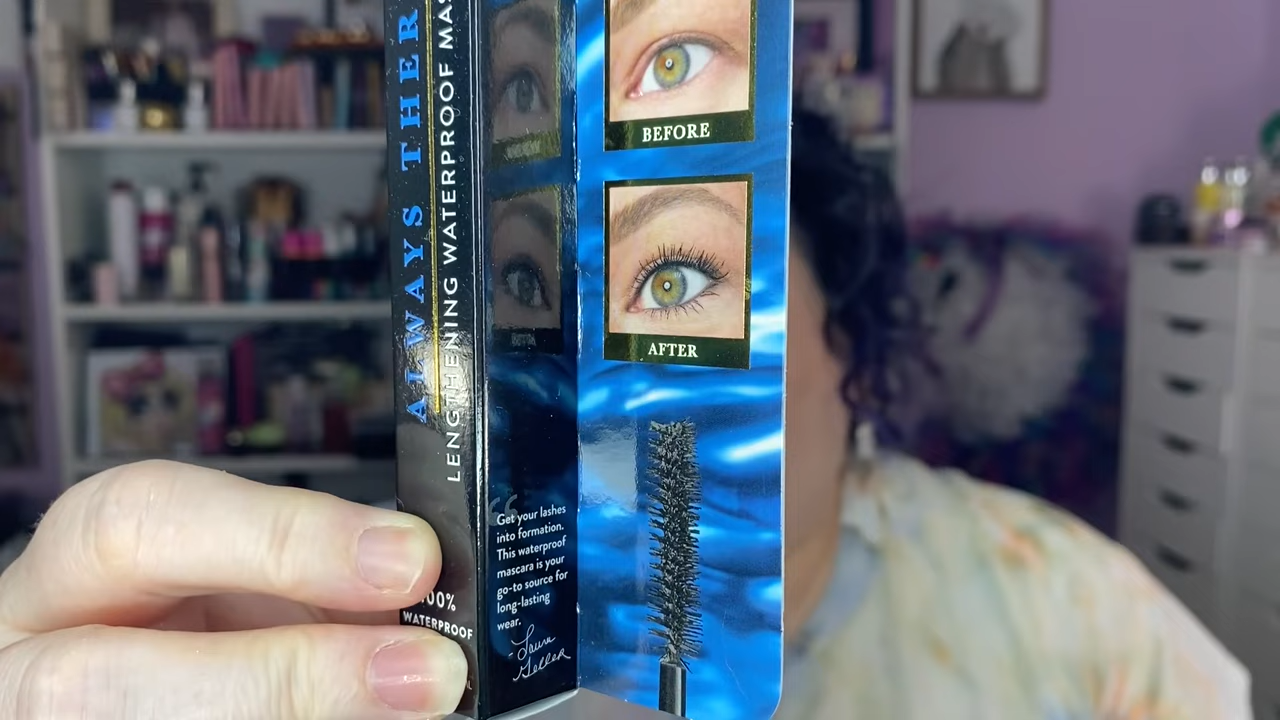 ALWAYS THER
LENGTHENING WATERPROOF MAS
BEFORE
AFTER
“
Get your lashes
into formation.
This waterproof
mascara is your
go-to source for
long-lasting
wear.
- Laura
Geller
100%
WATERPROOF